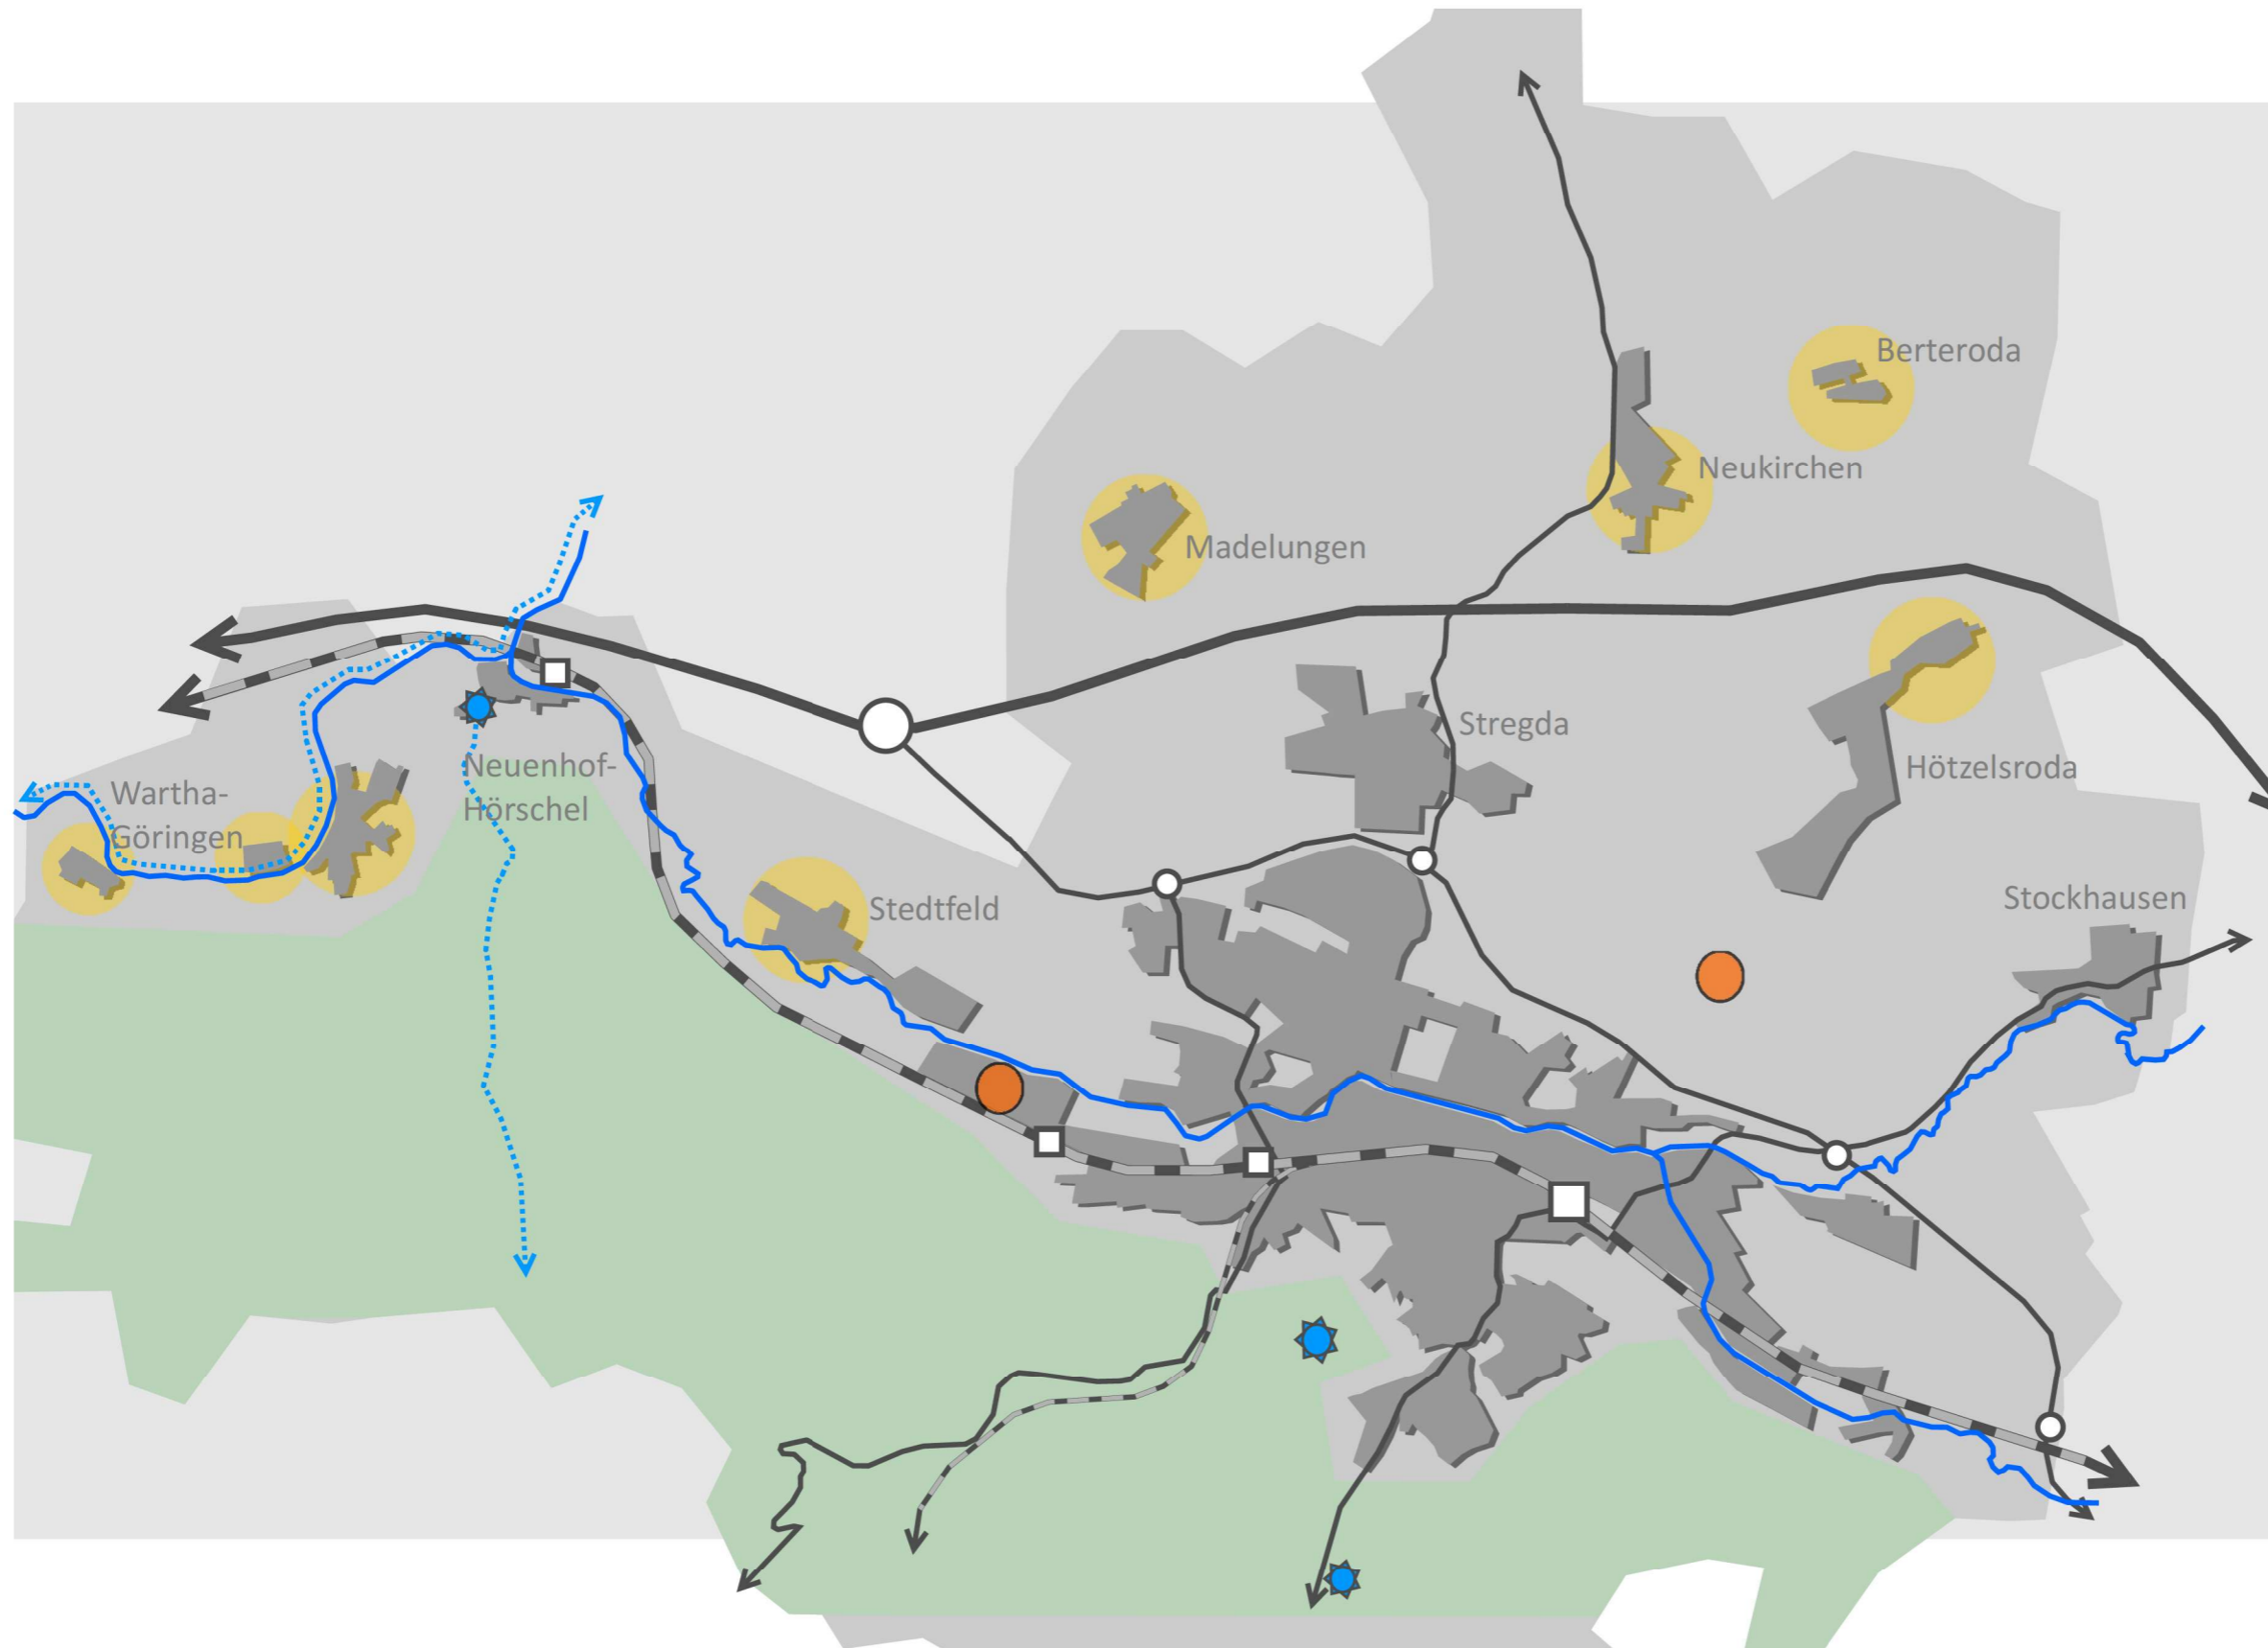 Berteroda
Neukirchen
Madelungen
Stregda
Hötzelsroda
Neuenhof-
Hörschel
Wartha-
Göringen
Stedtfeld
Stockhausen